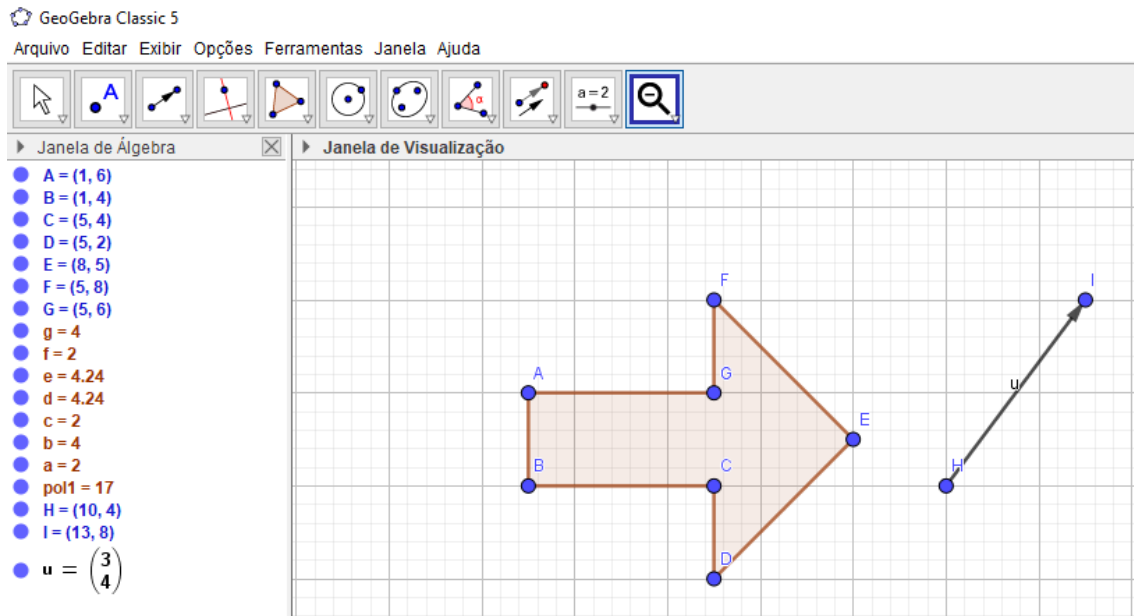 GeoGebra Classic 5
Arquivo Editar Exibir Opções Ferramentas Janela Ajuda
A
α
a=2
Janela de Álgebra
Janela de Visualização
A = (1, 6)
B = (1, 4)
C = (5, 4)
D = (5, 2)
E = (8, 5)
F = (5, 8)
G = (5, 6)
g = 4
f = 2
e = 4.24
d = 4.24
c = 2
b = 4
a = 2
pol1 = 17
H = (10, 4)
I = (13, 8)
u = (3
4)
F
I
A
G
u
E
B
C
H
D